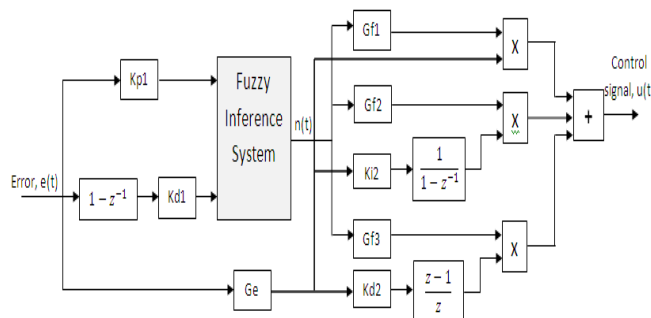 Error, e(t)
Kp1
1 − z⁻¹
Kd1
Fuzzy
Inference
System
n(t)
Ge
Gf1
Gf2
Ki2
1
1 − z⁻¹
Gf3
Kd2
z − 1
z
X
X
X
+
Control
signal, u(t